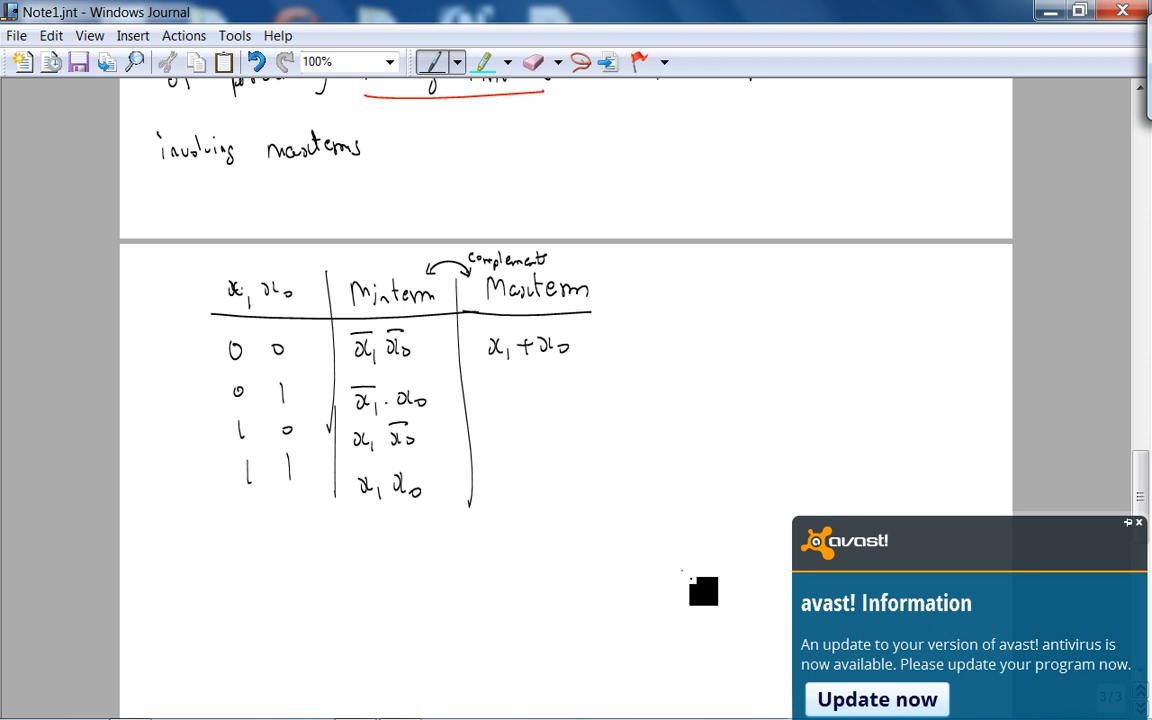 Note1.jnt - Windows Journal
File Edit View Insert Actions Tools Help
100%
involving maxterms
complement
x₁ x₀ Minterm Maxterm
0 0 x̅₁ x̅₀ x₁ + x₀
0 1 x̅₁ . x₀
1 0 x₁ x̅₀
1 1 x₁ x₀
avast!
avast! Information
An update to your version of avast! antivirus is
now available. Please update your program now.
Update now
3/3